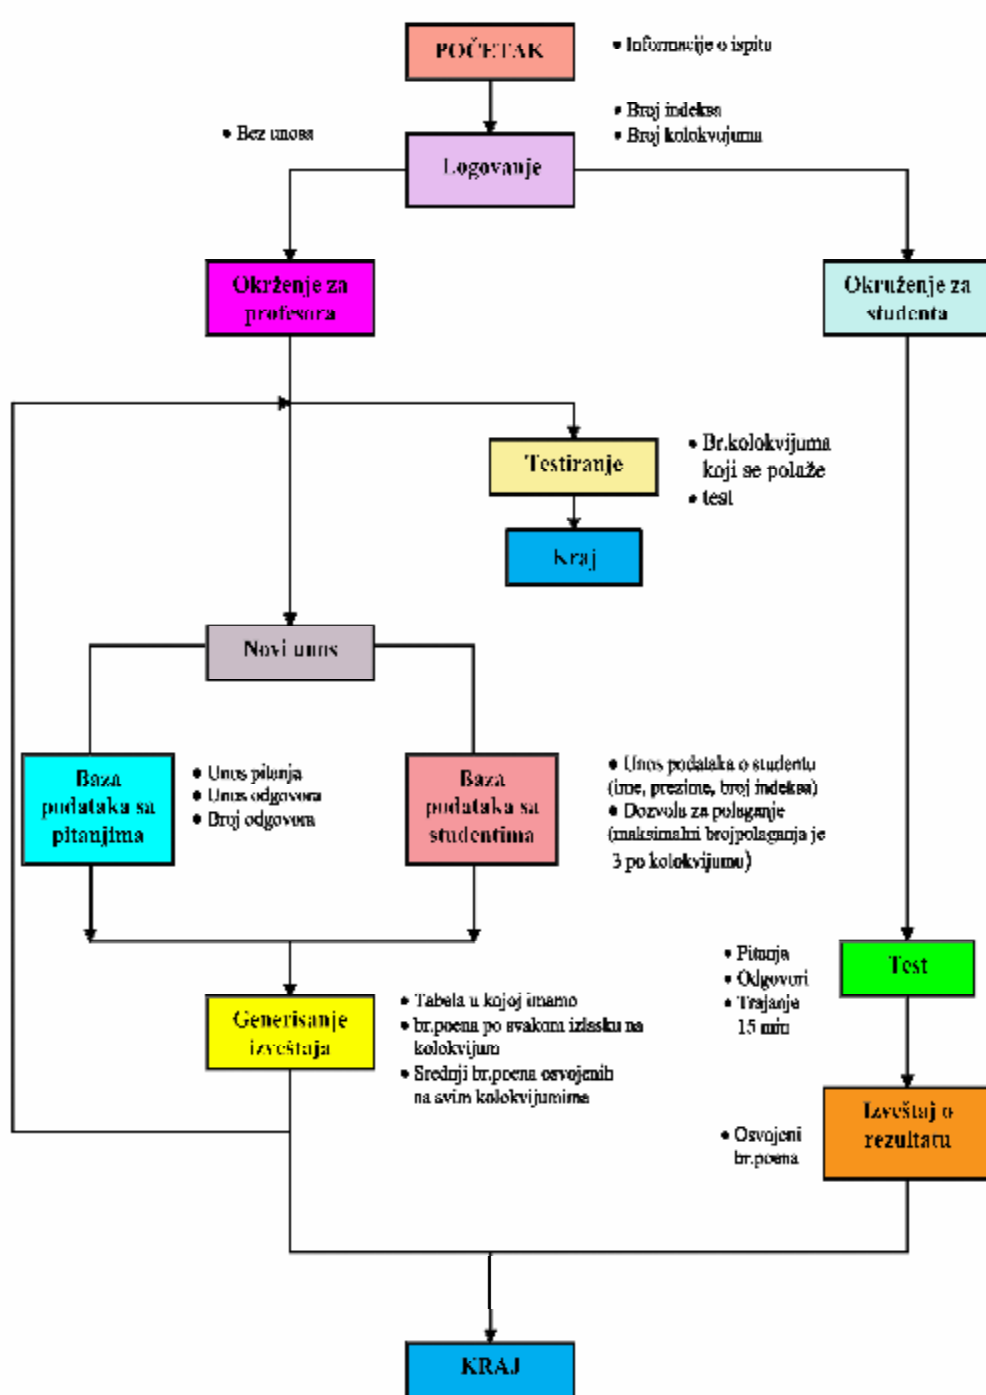 POČETAK
• Informacije o ispitu
• Broj indeksa
• Broj kolokvojuma
• Bez unosa
Logovanje
Okrženje za
profesora
Okruženje za
studenta
Testiranje
• Br.kolokvijuma
koji se polaže
• test
Kraj
Novi unos
Baza
podataka sa
pitanjima
• Unos pitanja
• Unos odgovora
• Broj odgovora
Baza
podataka sa
studentima
• Unos podataka o studentu
(ime, prezime, broj indeksa)
• Dozvola za polaganje
(maksimalni brojpolaganja je
3 po kolokvijumu)
• Pitanja
• Odgovori
• Trajanje
15 min
Test
Generisanje
izveštaja
• Tabela u kojoj imamo
• br.poena po svakom izlasku na
kolokvijum
• Srednji br.poena osvojenih
na svim kolokvijumima
• Osvojeni
br.poena
Izveštaj o
rezultatu
KRAJ